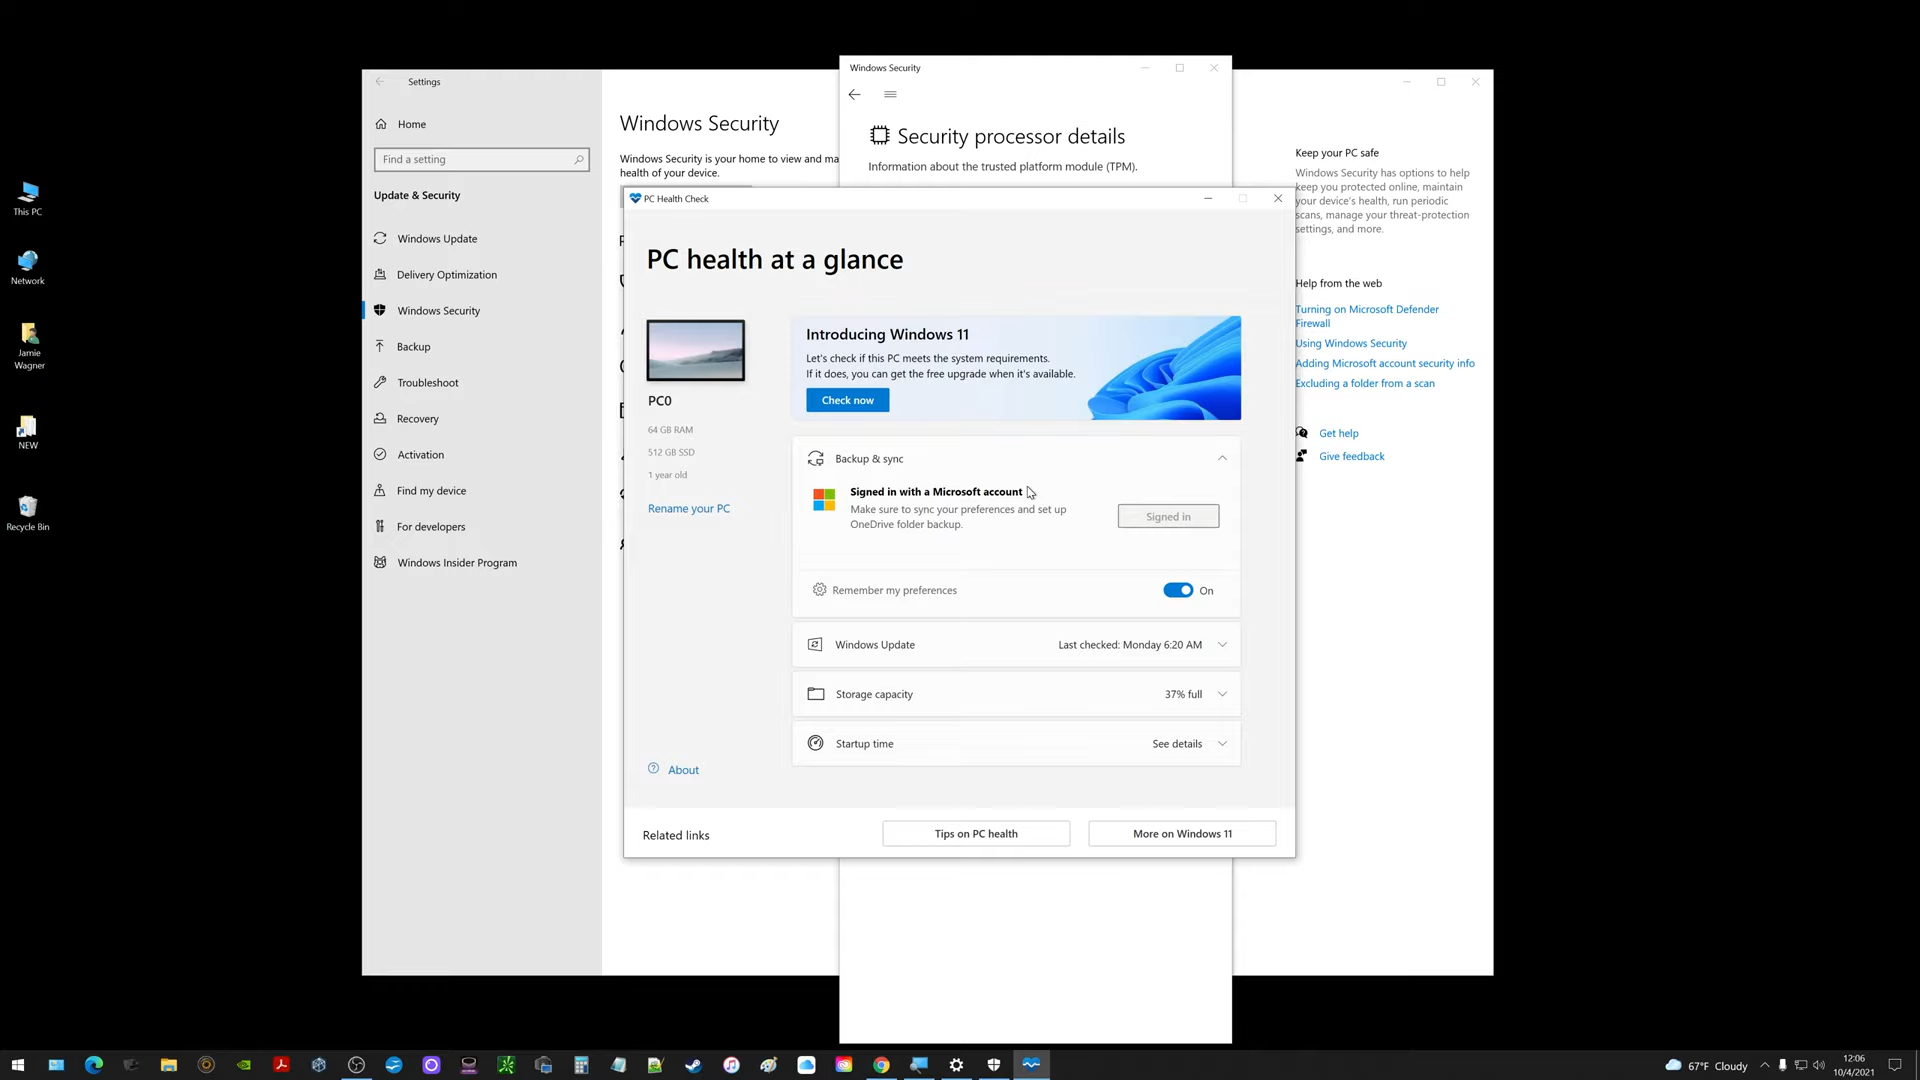 This PC
Network
Jamie
Wagner
NEW
Recycle Bin
Settings
Home
Find a setting
Update & Security
Windows Update
Delivery Optimization
Windows Security
Backup
Troubleshoot
Recovery
Activation
Find my device
For developers
Windows Insider Program
Windows Security
Windows Security is your home to view and ma
health of your device.
Windows Security
Security processor details
Information about the trusted platform module (TPM).
PC Health Check
PC health at a glance
PC0
64 GB RAM
512 GB SSD
1 year old
Rename your PC
About
Introducing Windows 11
Let's check if this PC meets the system requirements.
If it does, you can get the free upgrade when it's available.
Check now
Backup & sync
Signed in with a Microsoft account
Make sure to sync your preferences and set up
OneDrive folder backup.
Signed in
Remember my preferences
On
Windows Update
Last checked: Monday 6:20 AM
Storage capacity
37% full
Startup time
See details
Related links
Tips on PC health
More on Windows 11
Keep your PC safe
Windows Security has options to help
keep you protected online, maintain
your device's health, run periodic
scans, manage your threat-protection
settings, and more.
Help from the web
Turning on Microsoft Defender
Firewall
Using Windows Security
Adding Microsoft account security info
Excluding a folder from a scan
Get help
Give feedback
67°F Cloudy
12:06
10/4/2021